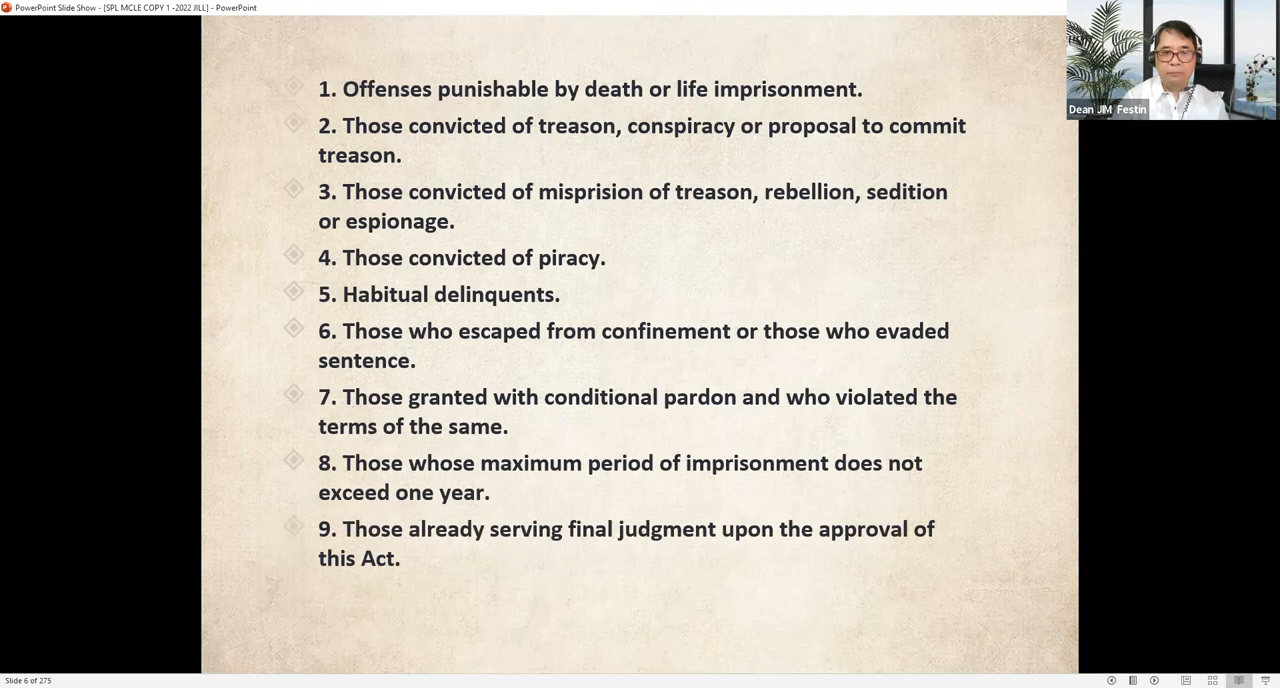 PowerPoint Slide Show - [SPL MCLE COPY 1 -2022 JILL] - PowerPoint
1. Offenses punishable by death or life imprisonment.
2. Those convicted of treason, conspiracy or proposal to commit
treason.
3. Those convicted of misprision of treason, rebellion, sedition
or espionage.
4. Those convicted of piracy.
5. Habitual delinquents.
6. Those who escaped from confinement or those who evaded
sentence.
7. Those granted with conditional pardon and who violated the
terms of the same.
8. Those whose maximum period of imprisonment does not
exceed one year.
9. Those already serving final judgment upon the approval of
this Act.
Dean JIM Festin
Slide 6 of 275